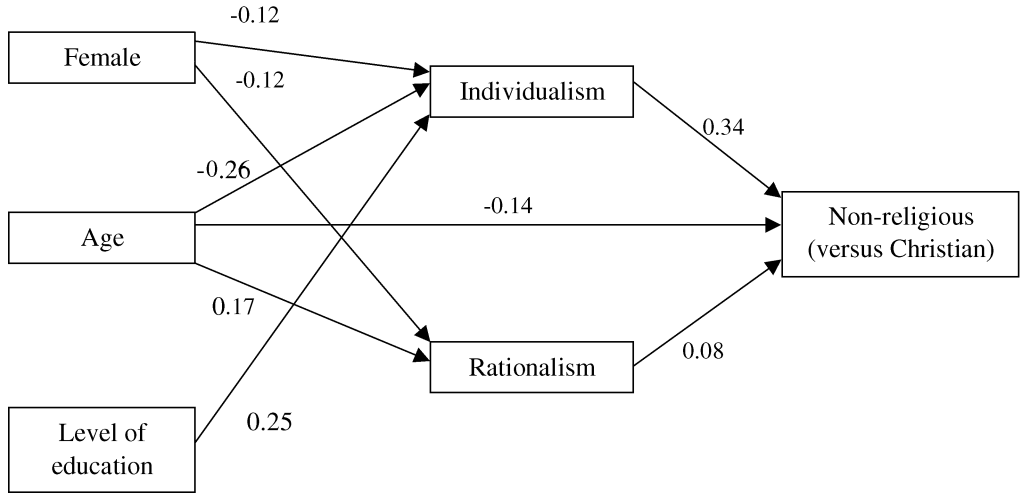 -0.12
Female
-0.12
Individualism
0.34
-0.26
-0.14
Non-religious
(versus Christian)
Age
0.17
Rationalism
0.08
0.25
Level of
education